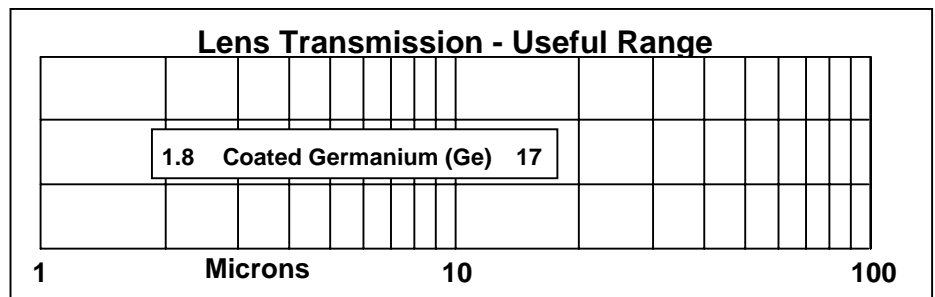 Lens Transmission - Useful Range
1.8 Coated Germanium (Ge) 17
1 Microns 10 100